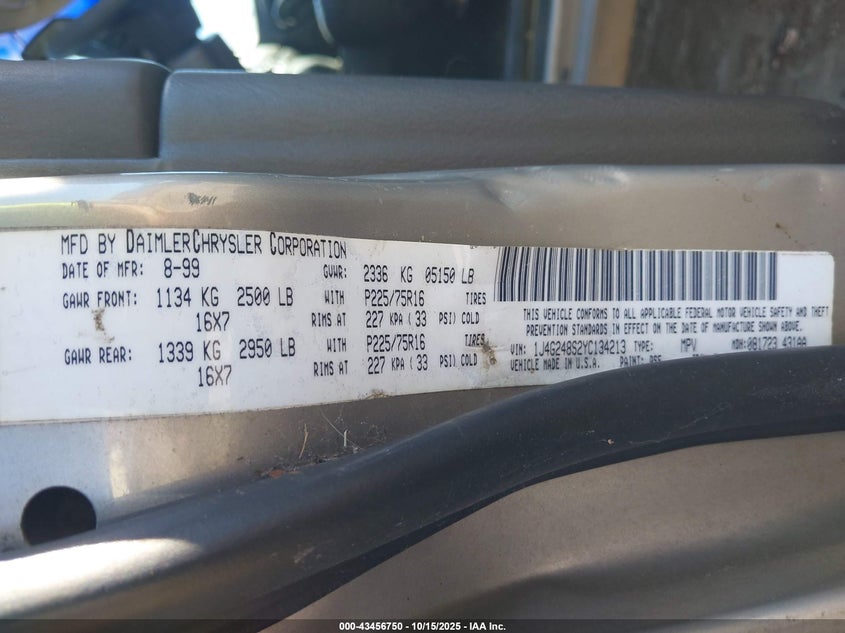 MFD BY DAIMLERCHRYSLER CORPORATION
DATE OF MFR: 8-99 GVWR: 2336 KG 05150 LB
GAWR FRONT: 1134 KG 2500 LB WITH P225/75R16 TIRES
16X7 RIMS AT 227 KPA ( 33 PSI) COLD
GAWR REAR: 1339 KG 2950 LB WITH P225/75R16 TIRES
16X7 RIMS AT 227 KPA ( 33 PSI) COLD
THIS VEHICLE CONFORMS TO ALL APPLICABLE FEDERAL MOTOR VEHICLE SAFETY AND THEFT
PREVENTION STANDARDS IN EFFECT ON THE DATE OF MANUFACTURE SHOWN ABOVE.
VIN: 1J4G248S2YC134213 TYPE: MPV MDH: 081723 431AA
VEHICLE MADE IN U.S.A. PAINT:
000-43456750 | 10/15/2025 | IAA Inc.